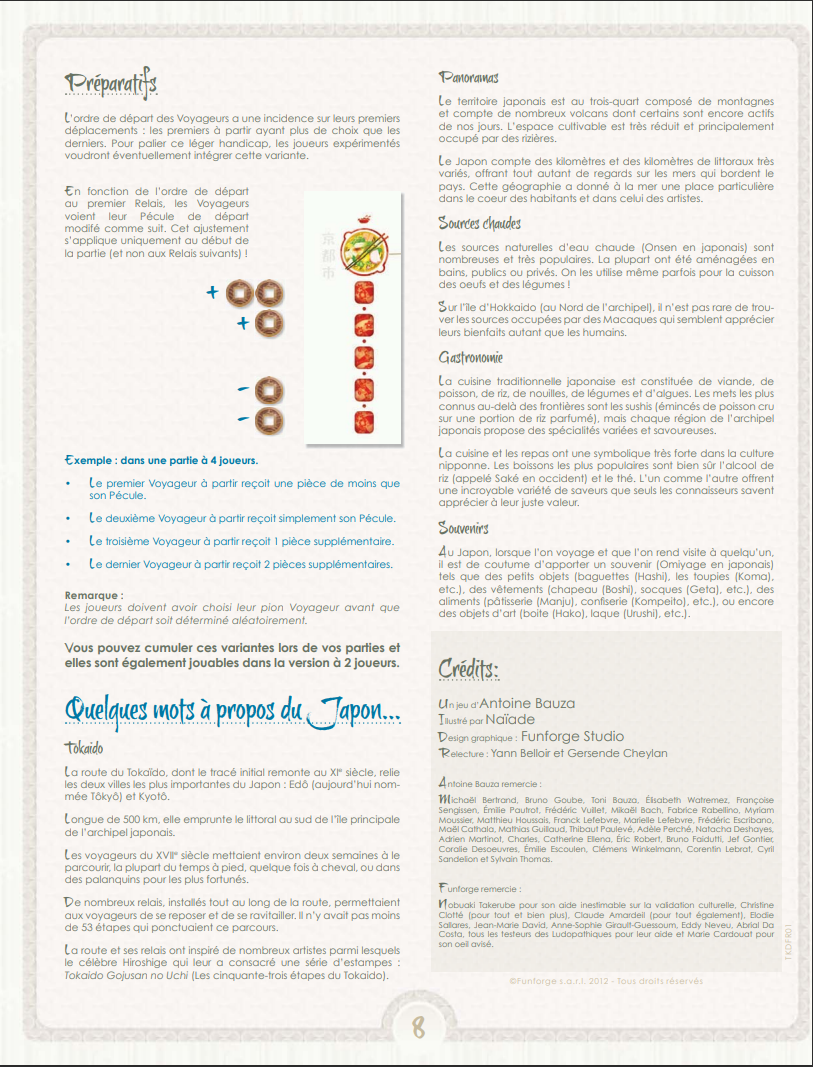 Préparatifs
L'ordre de départ des Voyageurs a une incidence sur leurs premiers
déplacements : les premiers à partir ayant plus de choix que les
derniers. Pour palier ce léger handicap, les joueurs expérimentés
voudront éventuellement intégrer cette variante.
En fonction de l'ordre de départ
au premier Relais, les Voyageurs
voient leur Pécule de départ
modifé comme suit. Cet ajustement
s'applique uniquement au début de
la partie (et non aux Relais suivants) !
京都市
+
+
-
-
Exemple : dans une partie à 4 joueurs.
• Le premier Voyageur à partir reçoit une pièce de moins que
son Pécule.
• Le deuxième Voyageur à partir reçoit simplement son Pécule.
• Le troisième Voyageur à partir reçoit 1 pièce supplémentaire.
• Le dernier Voyageur à partir reçoit 2 pièces supplémentaires.
Remarque :
Les joueurs doivent avoir choisi leur pion Voyageur avant que
l'ordre de départ soit déterminé aléatoirement.
Vous pouvez cumuler ces variantes lors de vos parties et
elles sont également jouables dans la version à 2 joueurs.
Quelques mots à propos du Japon...
Tokaido
La route du Tokaïdo, dont le tracé initial remonte au XIe siècle, relie
les deux villes les plus importantes du Japon : Edô (aujourd'hui nom-
mée Tôkyô) et Kyotô.
Longue de 500 km, elle emprunte le littoral au sud de l'île principale
de l'archipel japonais.
Les voyageurs du XVIIe siècle mettaient environ deux semaines à le
parcourir, la plupart du temps à pied, quelque fois à cheval, ou dans
des palanquins pour les plus fortunés.
De nombreux relais, installés tout au long de la route, permettaient
aux voyageurs de se reposer et de se ravitailler. Il n'y avait pas moins
de 53 étapes qui ponctuaient ce parcours.
La route et ses relais ont inspiré de nombreux artistes parmi lesquels
le célèbre Hiroshige qui leur a consacré une série d'estampes :
Tokaido Gojusan no Uchi (Les cinquante-trois étapes du Tokaido).
Panoramas
Le territoire japonais est au trois-quart composé de montagnes
et compte de nombreux volcans dont certains sont encore actifs
de nos jours. L'espace cultivable est très réduit et principalement
occupé par des rizières.
Le Japon compte des kilomètres et des kilomètres de littoraux très
variés, offrant tout autant de regards sur les mers qui bordent le
pays. Cette géographie a donné à la mer une place particulière
dans le coeur des habitants et dans celui des artistes.
Sources chaudes
Les sources naturelles d'eau chaude (Onsen en japonais) sont
nombreuses et très populaires. La plupart ont été aménagées en
bains, publics ou privés. On les utilise même parfois pour la cuisson
des oeufs et des légumes !
Sur l'île d'Hokkaido (au Nord de l'archipel), il n'est pas rare de trou-
ver les sources occupées par des Macaques qui semblent apprécier
leurs bienfaits autant que les humains.
Gastronomie
La cuisine traditionnelle japonaise est constituée de viande, de
poisson, de riz, de nouilles, de légumes et d'algues. Les mets les plus
connus au-delà des frontières sont les sushis (émincés de poisson cru
sur une portion de riz parfumé), mais chaque région de l'archipel
japonais propose des spécialités variées et savoureuses.
La cuisine et les repas ont une symbolique très forte dans la culture
nipponne. Les boissons les plus populaires sont bien sûr l'alcool de
riz (appelé Saké en occident) et le thé. L'un comme l'autre offrent
une incroyable variété de saveurs que seuls les connaisseurs savent
apprécier à leur juste valeur.
Souvenirs
Au Japon, lorsque l'on voyage et que l'on rend visite à quelqu'un,
il est de coutume d'apporter un souvenir (Omiyage en japonais)
tels que des petits objets (baguettes (Hashi), les toupies (Koma),
etc.), des vêtements (chapeau (Boshi), socques (Geta), etc.), des
aliments (pâtisserie (Manju), confiserie (Kompeito), etc.), ou encore
des objets d'art (boite (Hako), laque (Urushi), etc.).
Crédits:
Un jeu d'Antoine Bauza
Illustré par Naïade
Design graphique : Funforge Studio
Relecture : Yann Belloir et Gersende Cheylan
Antoine Bauza remercie :
Michaël Bertrand, Bruno Goube, Toni Bauza, Élisabeth Watremez, Françoise
Sengissen, Émilie Pautrot, Frédéric Vuillet, Mikaël Bach, Fabrice Rabellino, Myriam
Moussier, Matthieu Houssais, Franck Lefebvre, Marielle Lefebvre, Frédéric Escribano,
Maël Cathala, Mathias Guillaud, Thibaut Paulevé, Adèle Perché, Natacha Deshayes,
Adrien Martinot, Charles, Catherine Ellena, Éric Robert, Bruno Faidutti, Jef Gontier,
Coralie Desoeuvres, Émilie Escoulen, Clémens Winkelmann, Corentin Lebrat, Cyril
Sandelion et Sylvain Thomas.
Funforge remercie :
Nobuaki Takerube pour son aide inestimable sur la validation culturelle, Christine
Clotté (pour tout et bien plus), Claude Amardeil (pour tout également), Elodie
Sallares, Jean-Marie David, Anne-Sophie Girault-Guessoum, Eddy Neveu, Abrial Da
Costa, tous les testeurs des Ludopathiques pour leur aide et Marie Cardouat pour
son oeil avisé.
TKDFR01
©Funforge s.a.r.l. 2012 - Tous droits réservés
8